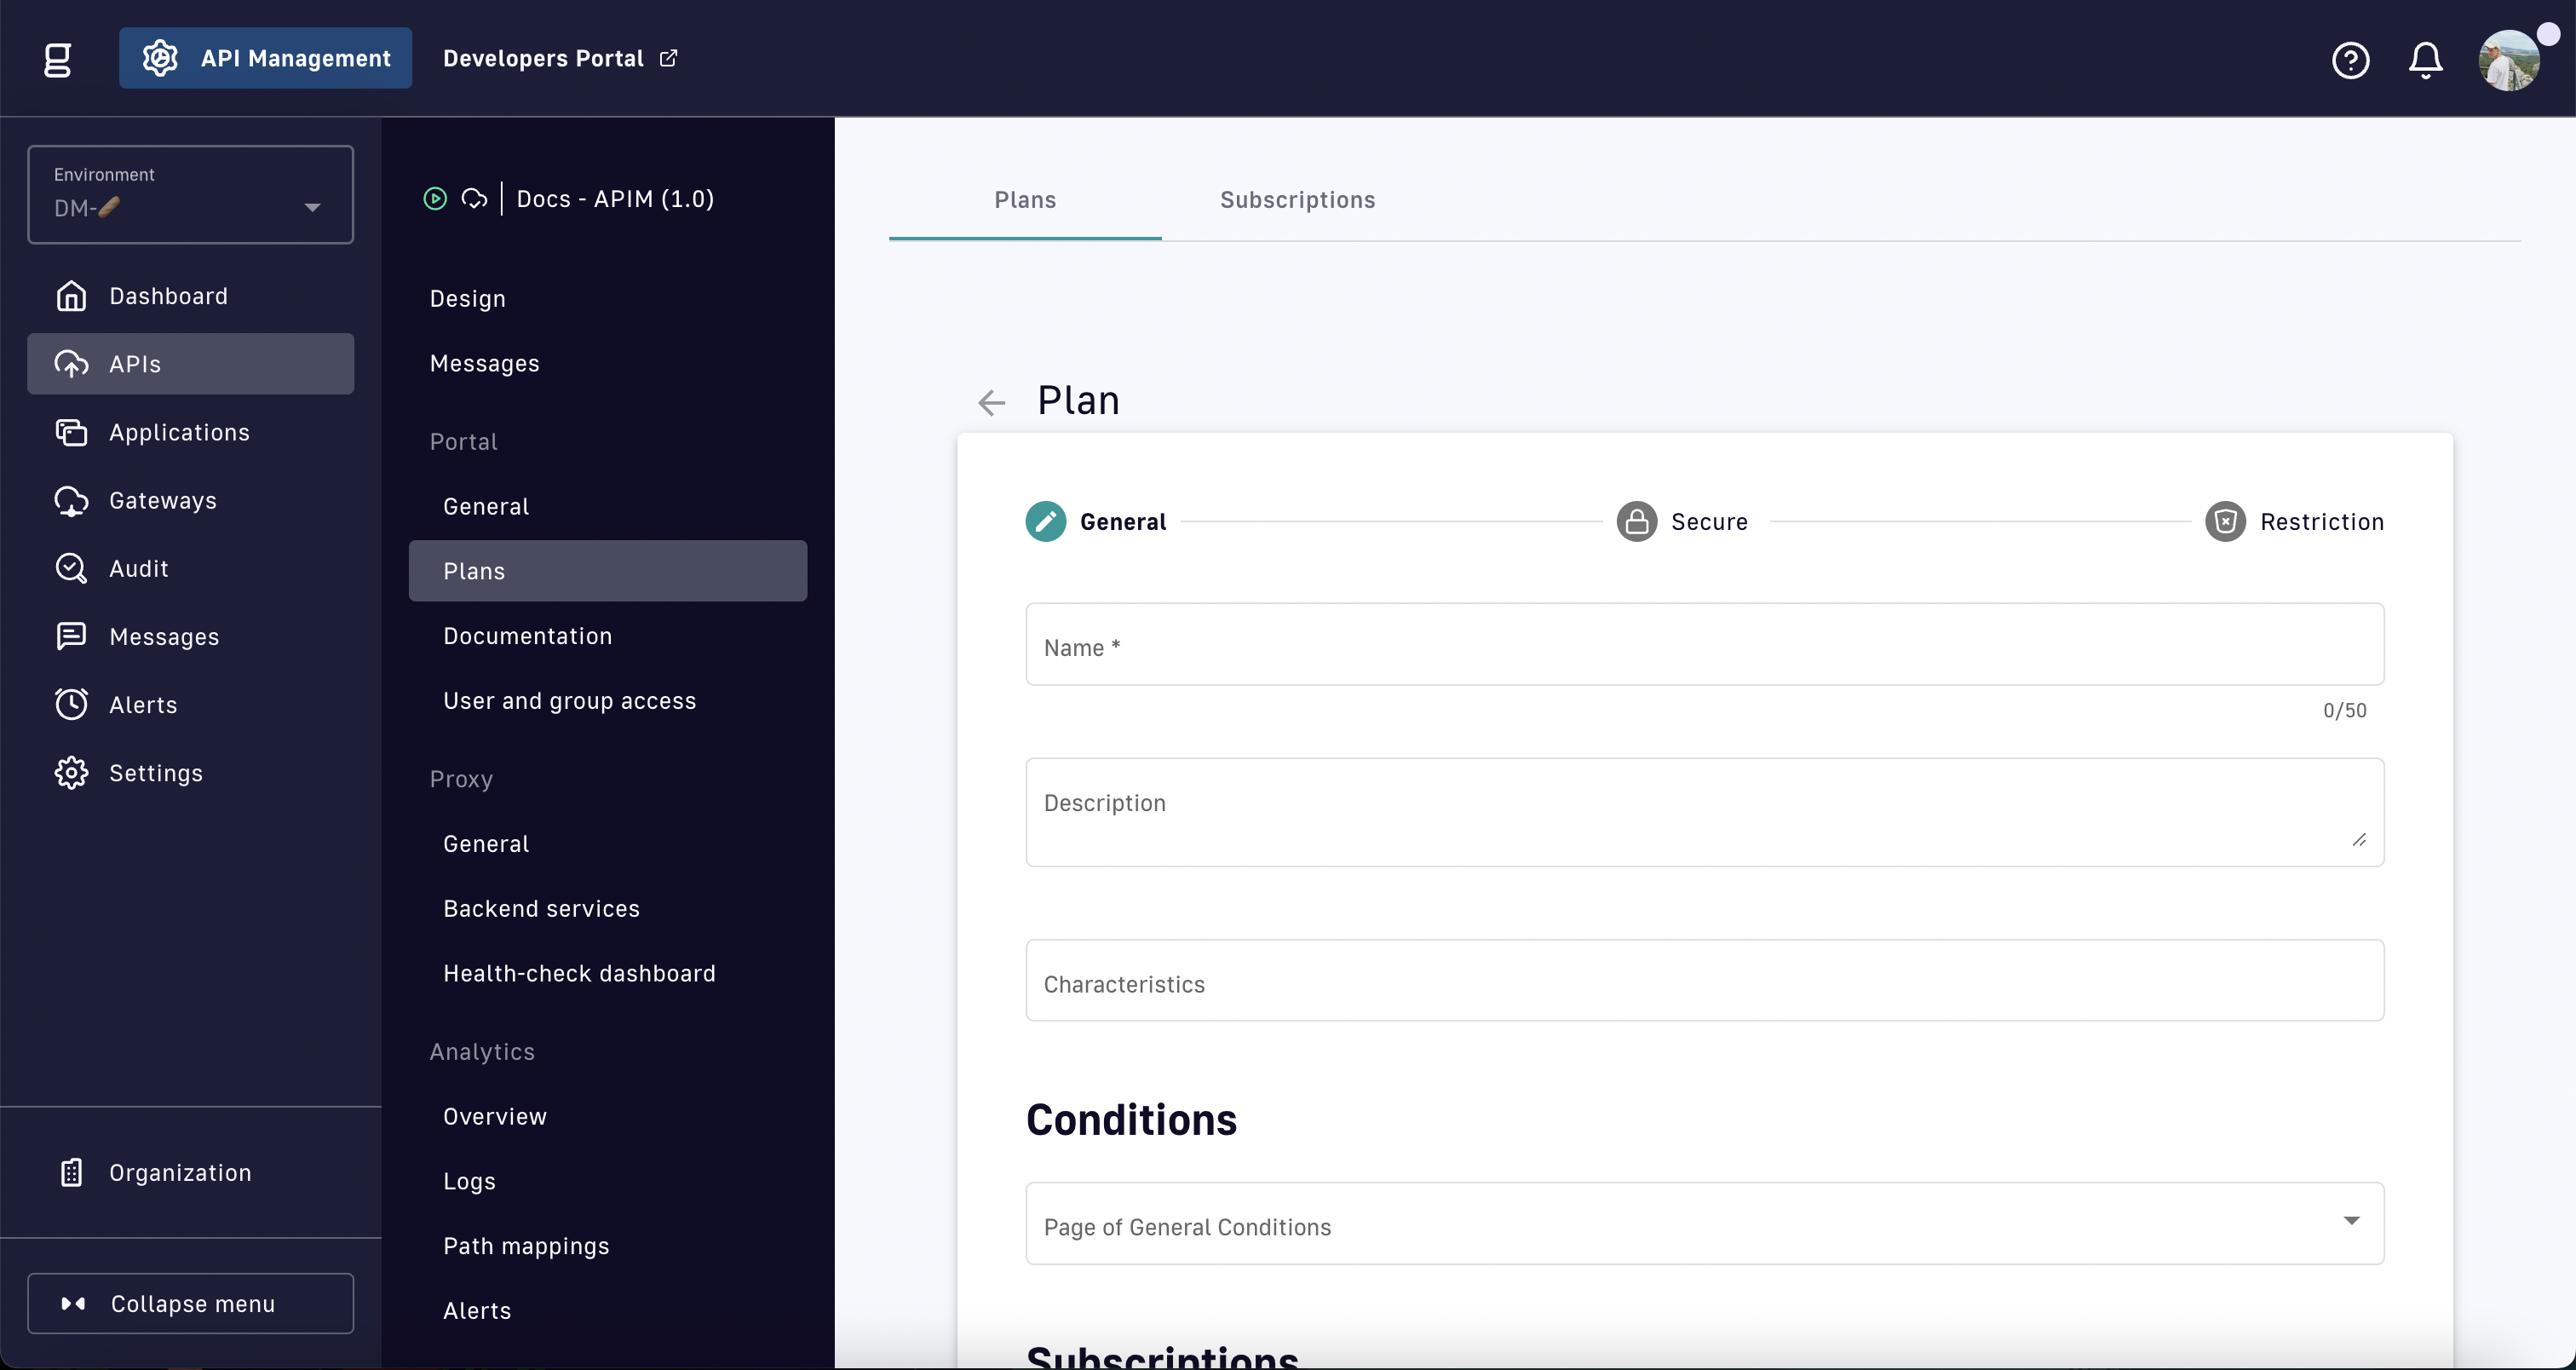 g
API Management
Developers Portal
Environment
DM-🥖
Dashboard
APIs
Applications
Gateways
Audit
Messages
Alerts
Settings
Organization
Collapse menu
Docs - APIM (1.0)
Design
Messages
Portal
General
Plans
Documentation
User and group access
Proxy
General
Backend services
Health-check dashboard
Analytics
Overview
Logs
Path mappings
Alerts
Plans
Subscriptions
Plan
General
Secure
Restriction
Name *
0/50
Description
Characteristics
Conditions
Page of General Conditions
Subscriptions